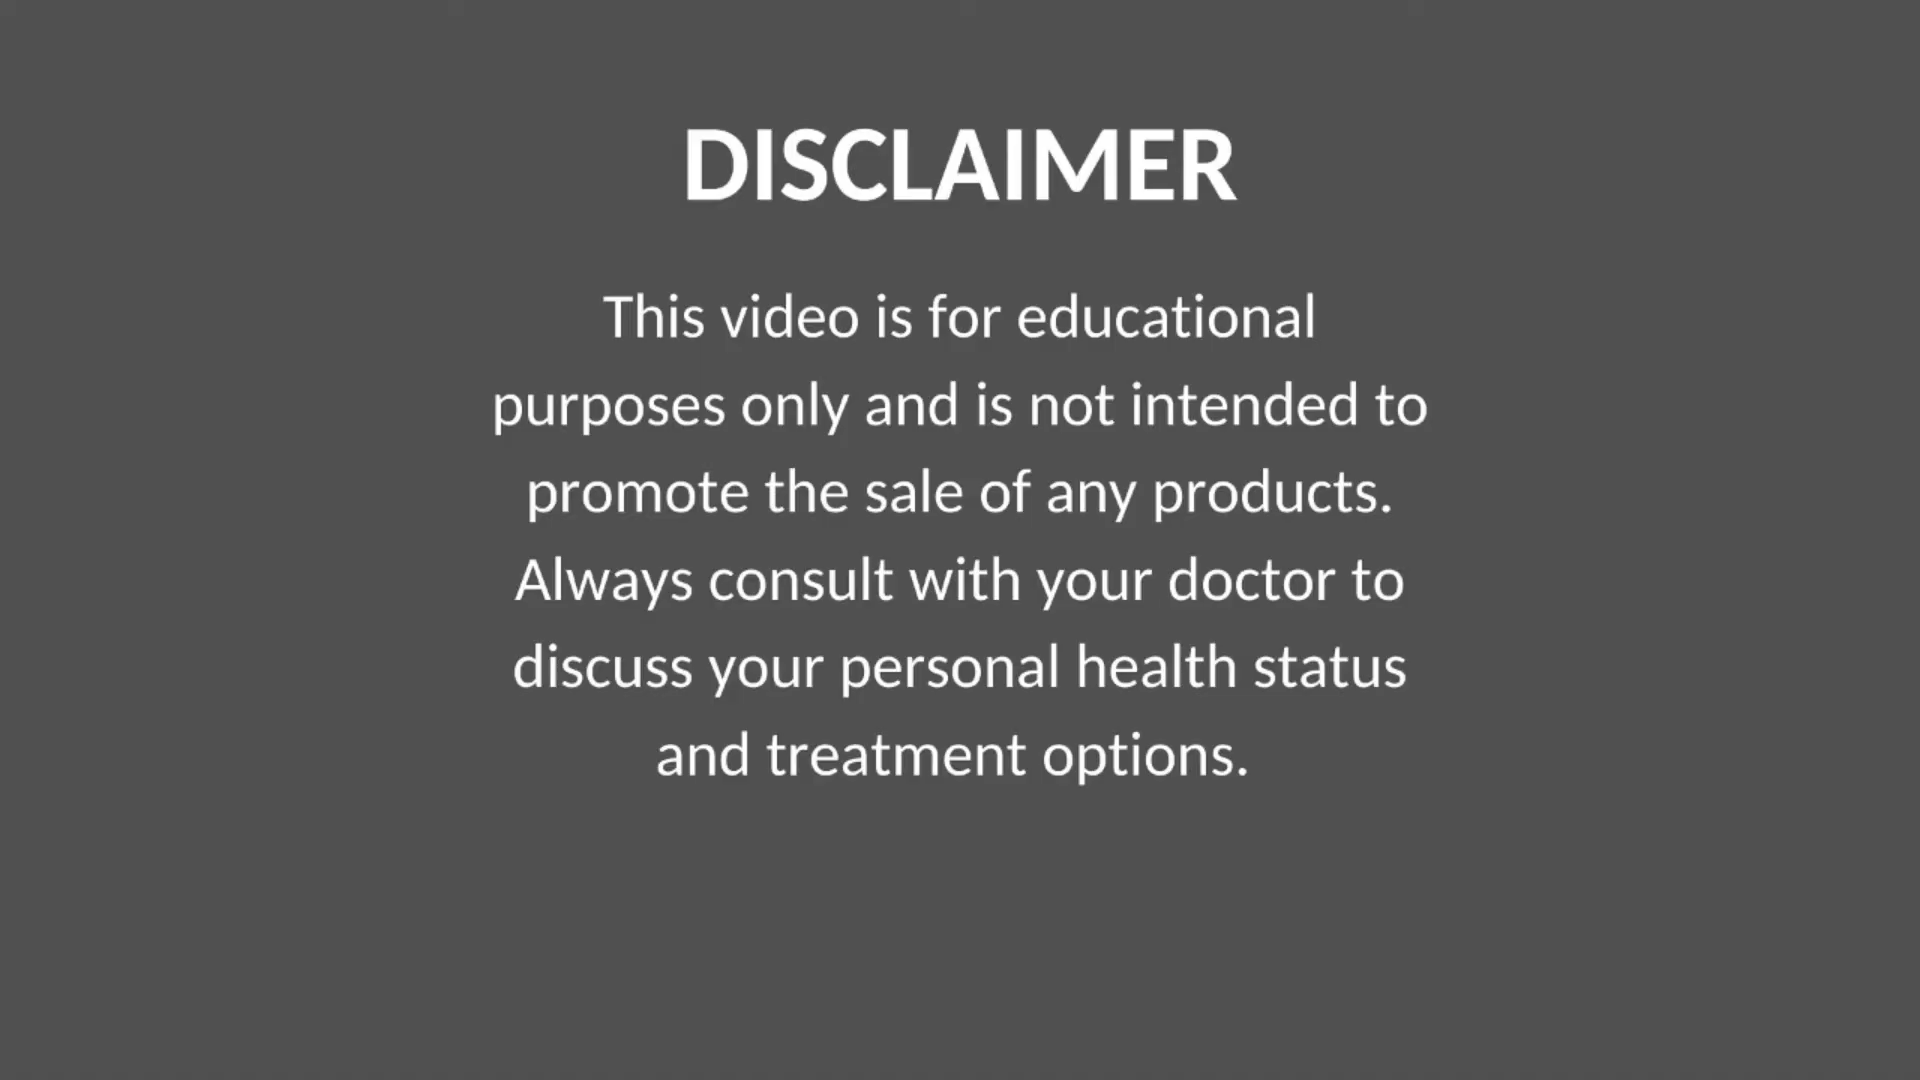 DISCLAIMER
This video is for educational
purposes only and is not intended to
promote the sale of any products.
Always consult with your doctor to
discuss your personal health status
and treatment options.